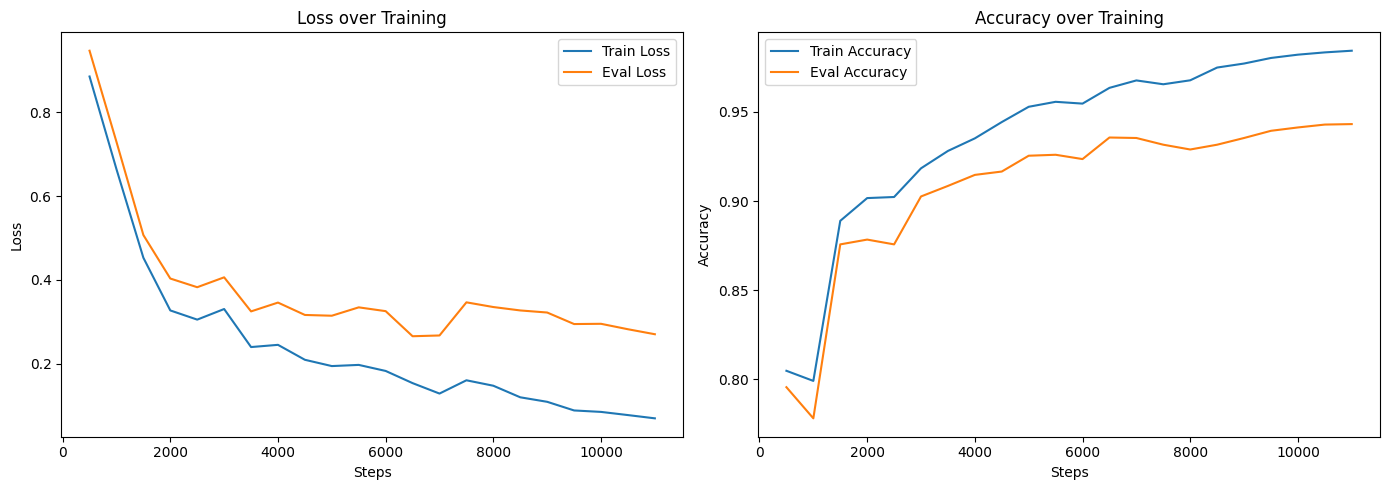 Loss over Training
Train Loss
Eval Loss
0.8
0.6
0.4
0.2
Loss
0 2000 4000 6000 8000 10000
Steps
Accuracy over Training
Train Accuracy
Eval Accuracy
0.95
0.90
0.85
0.80
Accuracy
0 2000 4000 6000 8000 10000
Steps